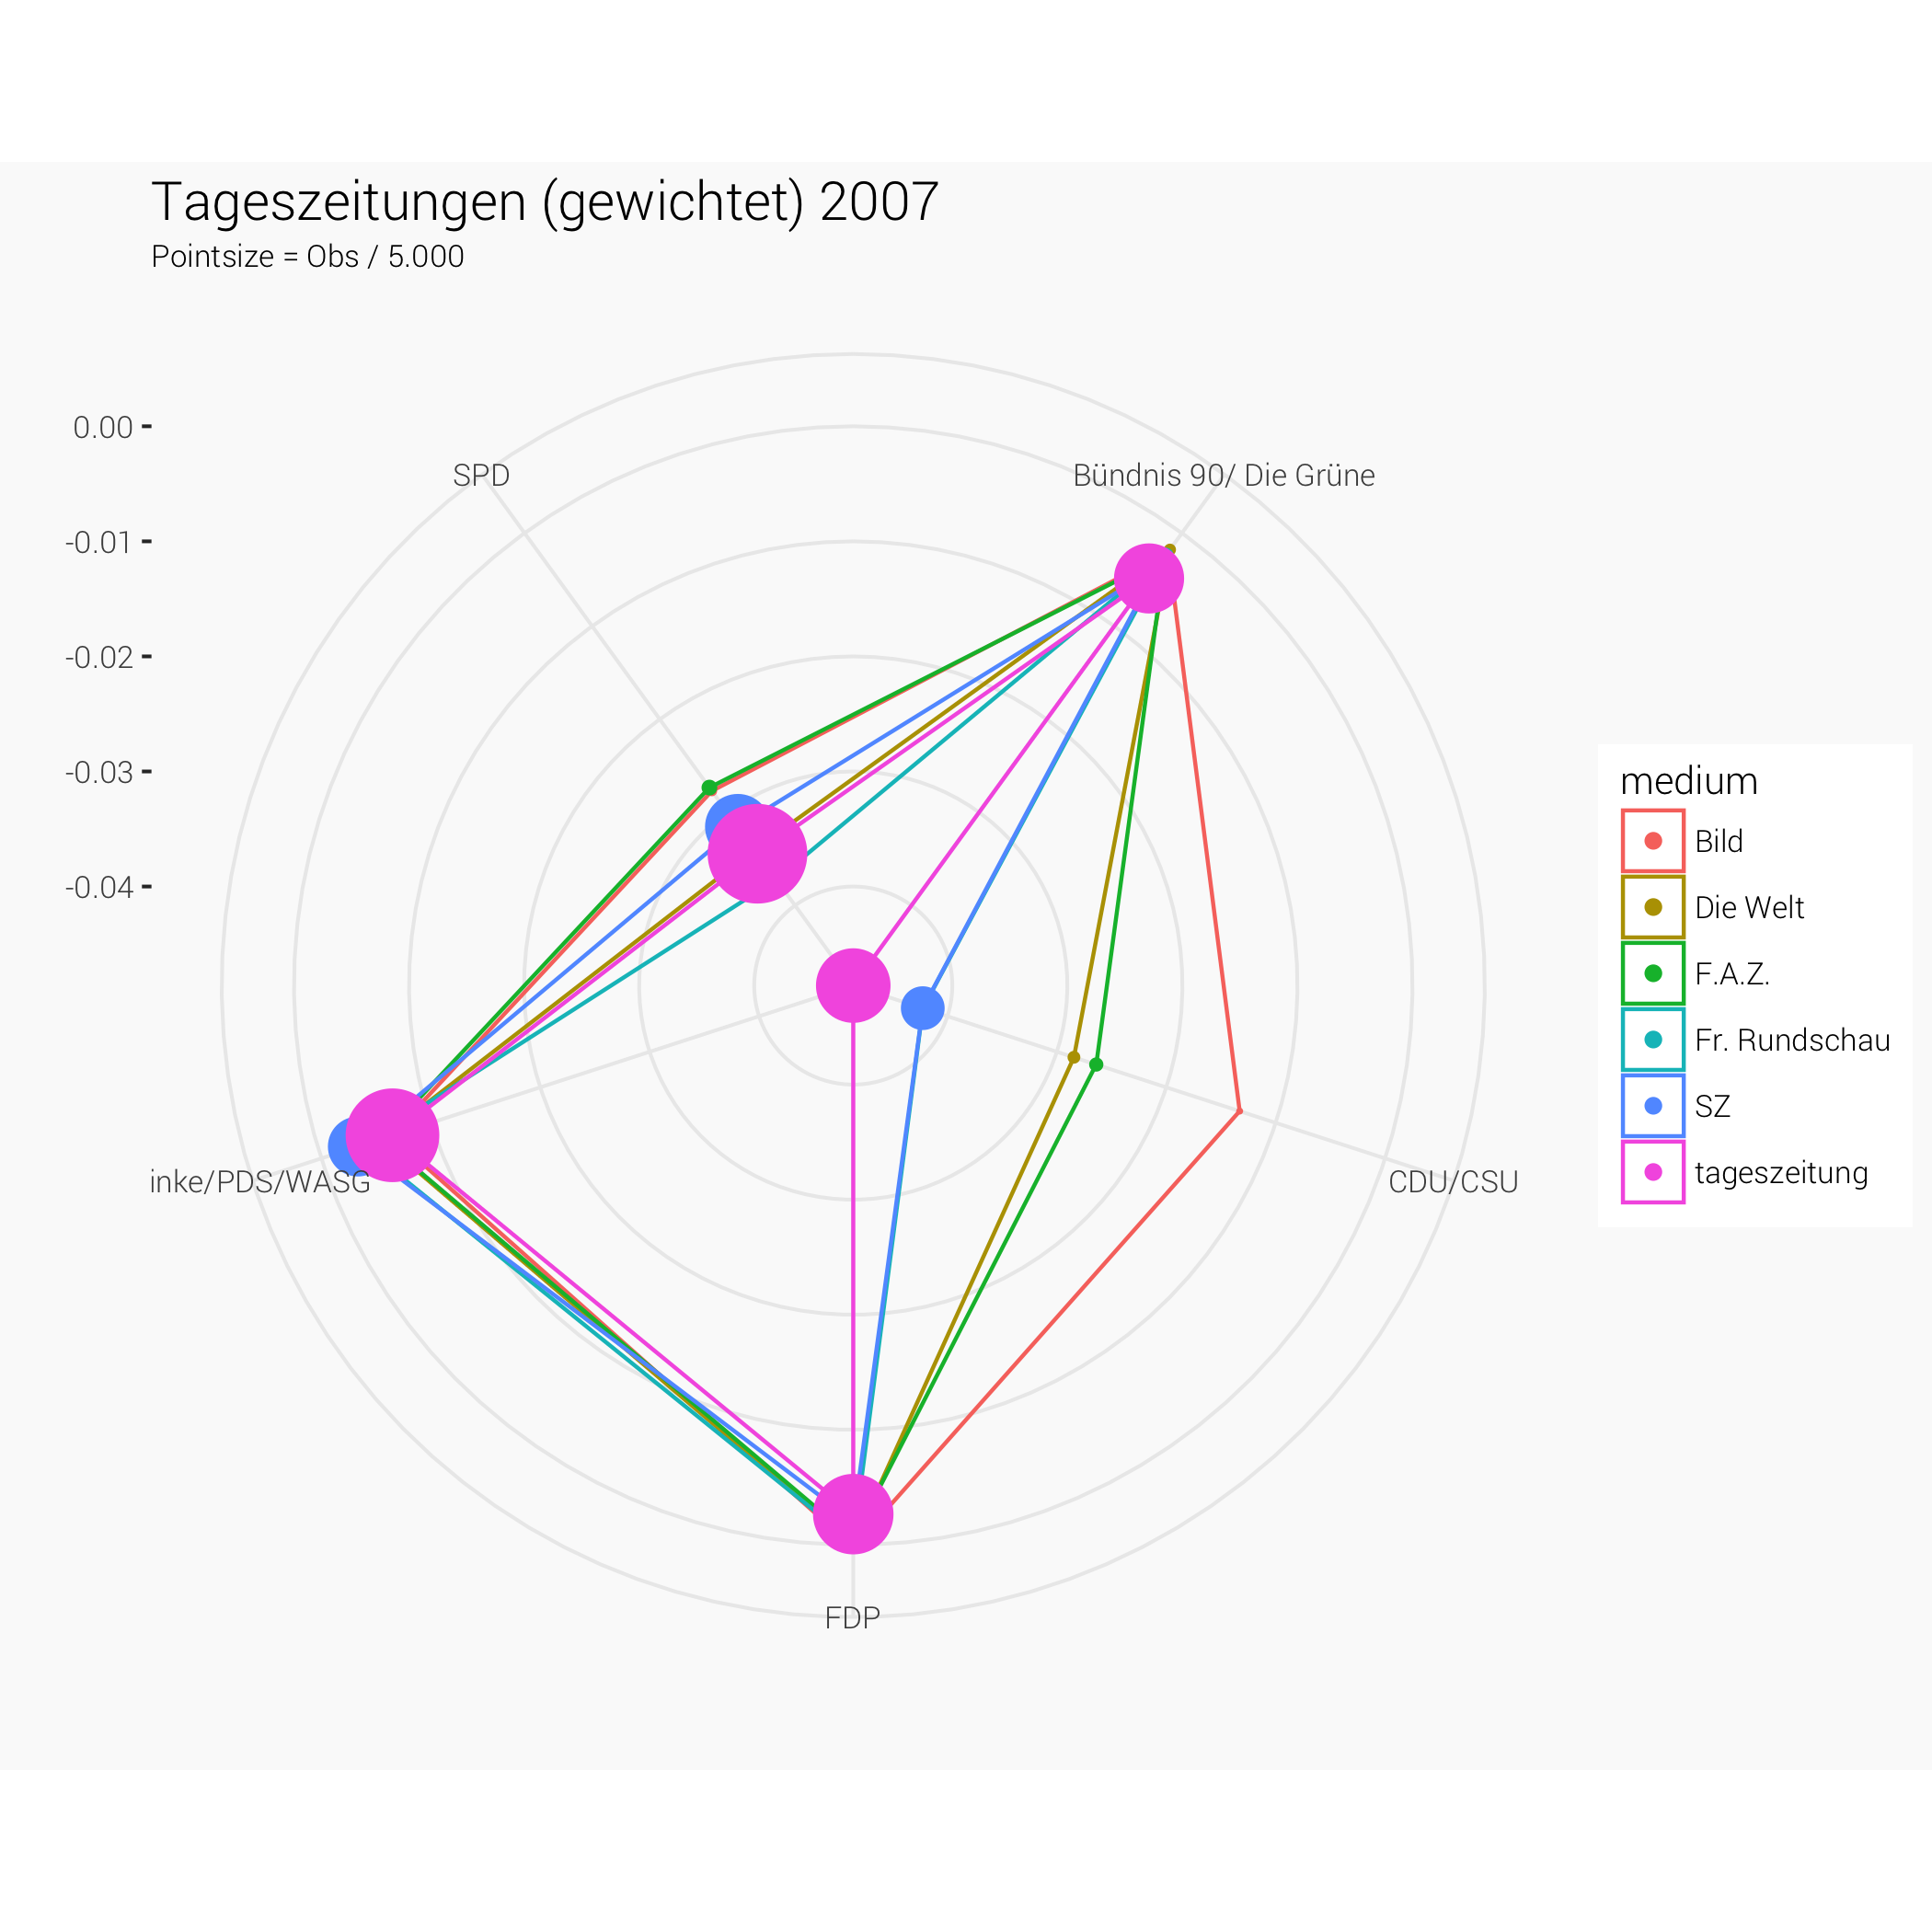 Tageszeitungen (gewichtet) 2007
Pointsize = Obs / 5.000
0.00
-0.01
-0.02
-0.03
-0.04
SPD
Bündnis 90/ Die Grüne
inke/PDS/WASG
CDU/CSU
FDP
medium
Bild
Die Welt
F.A.Z.
Fr. Rundschau
SZ
tageszeitung